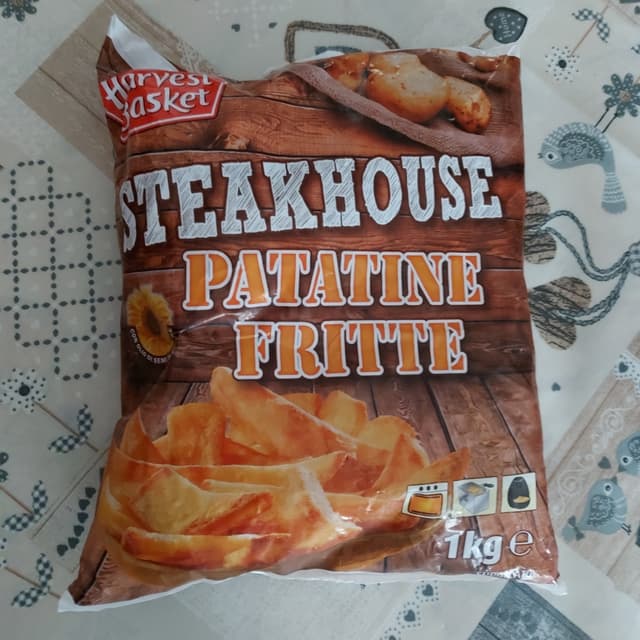 Harvest
Basket
STEAKHOUSE
PATATINE
FRITTE
1kg e